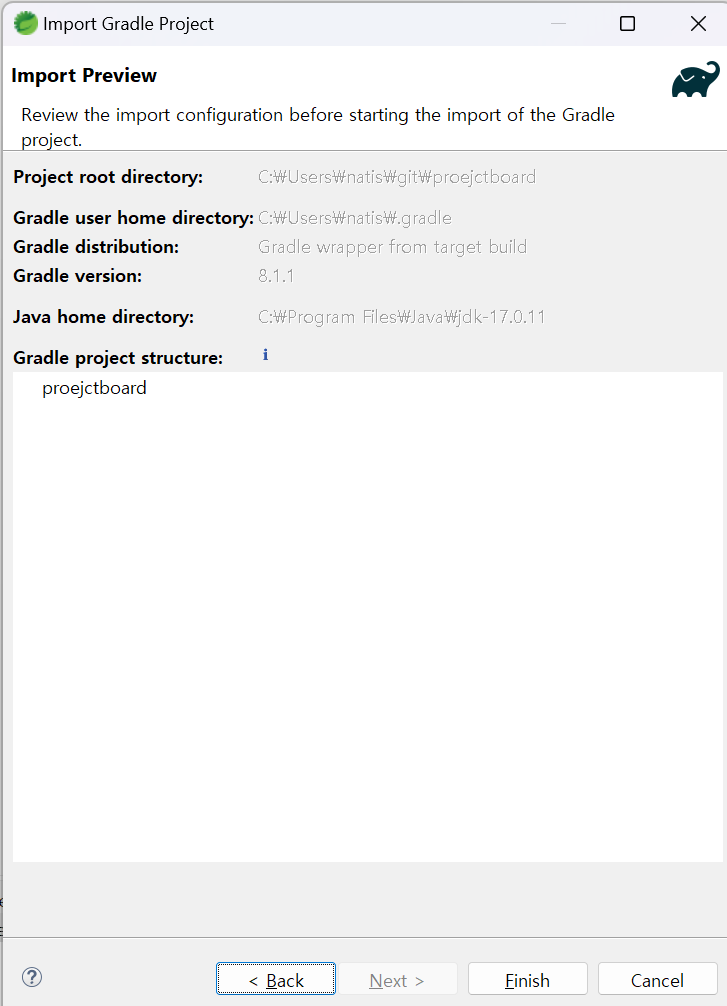 Import Gradle Project
Import Preview
Review the import configuration before starting the import of the Gradle
project.
Project root directory: C:₩Users₩natis₩git₩proejctboard
Gradle user home directory: C:₩Users₩natis₩.gradle
Gradle distribution: Gradle wrapper from target build
Gradle version: 8.1.1
Java home directory: C:₩Program Files₩Java₩jdk-17.0.11
Gradle project structure:
proejctboard
< Back Next > Finish Cancel